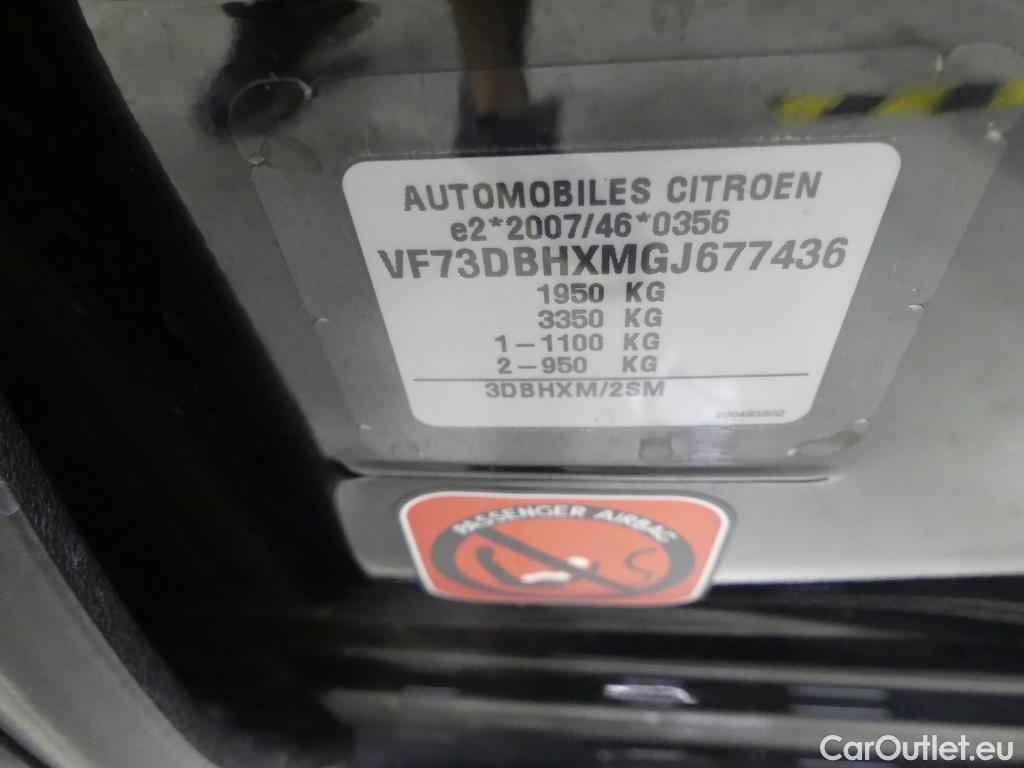 AUTOMOBILES CITROEN
e2*2007/46*0356
VF73DBHXMGJ677436
1950 KG
3350 KG
1-1100 KG
2-950 KG
3DBHXM/2SM
200493802
PASSENGER AIRBAG
CarOutlet.eu